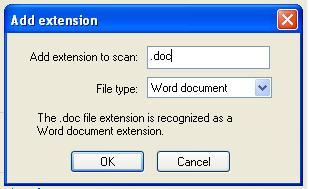 Add extension
Add extension to scan: .doc
File type: Word document
The .doc file extension is recognized as a
Word document extension.
OK Cancel